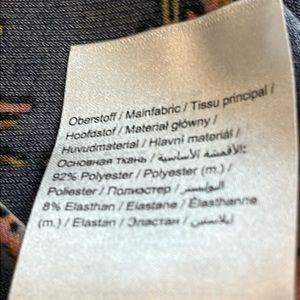 Oberstoff / Mainfabric / Tissu principal /
Hoofdstof / Materiał główny /
Huvudmaterial / Hlavní materiál /
Основная ткань / الأقمشة الأساسية:
92% Polyester / Polyester (m.) /
Poliester / Полиэстер / البوليستر
8% Elasthan / Elastane / Élasthanne
(m.) / Elastan / Эластан / إيلاستين